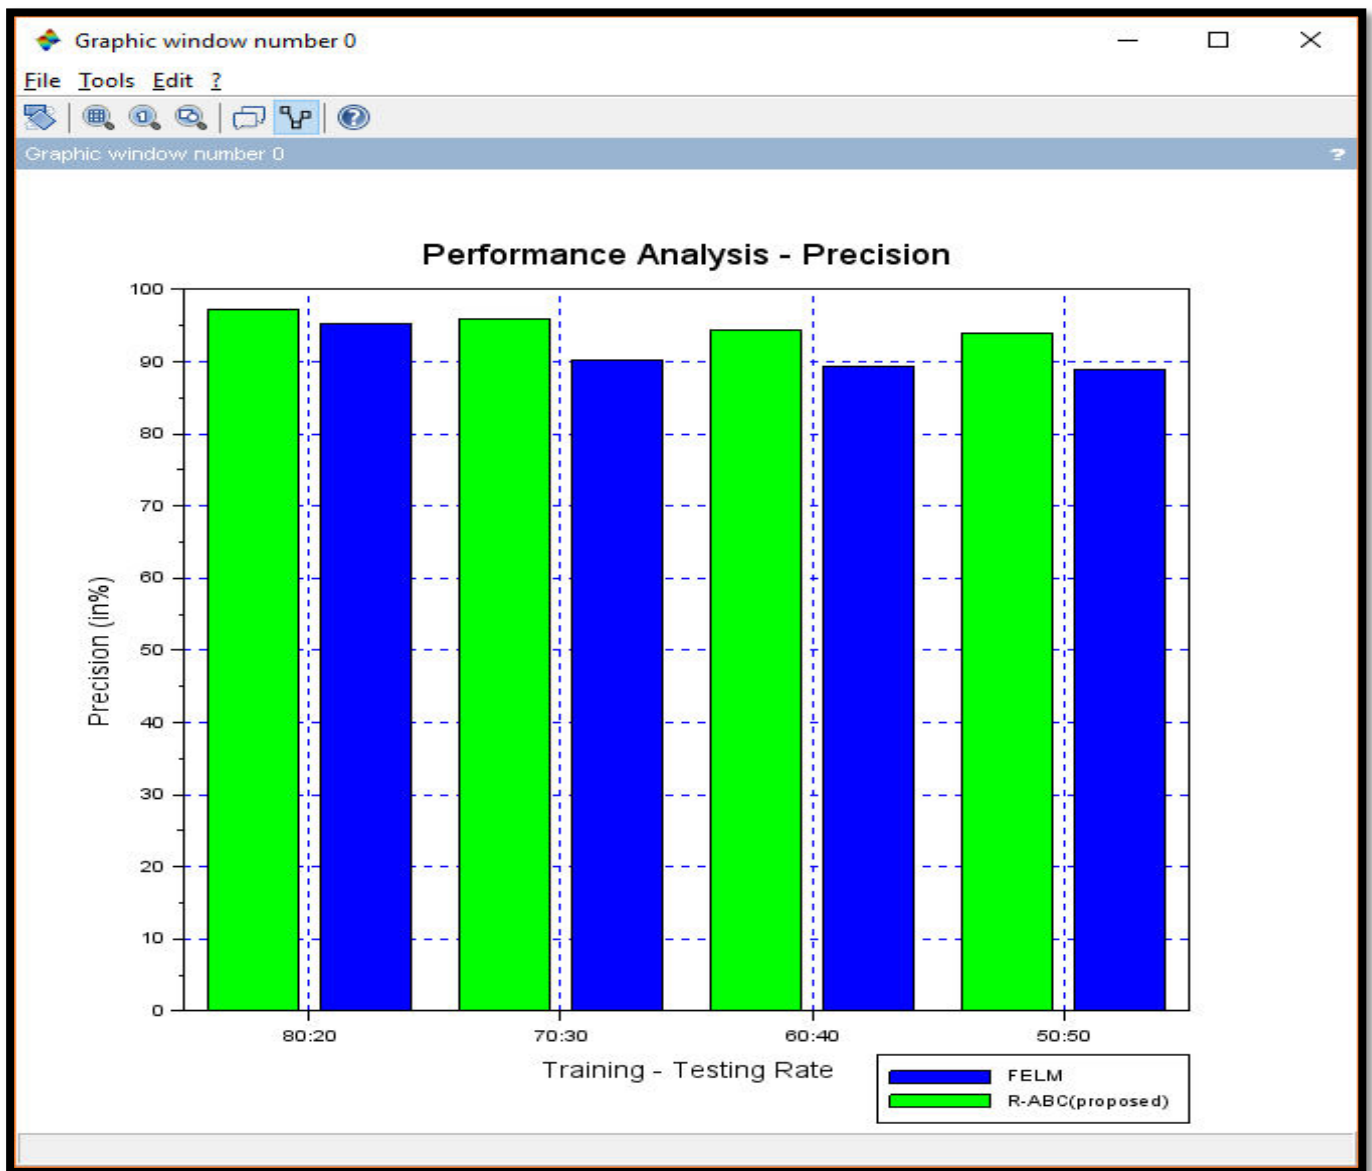 Graphic window number 0
File Tools Edit ?
Graphic window number 0 ?
Performance Analysis - Precision
100
90
80
70
60
50
40
30
20
10
0
Precision (in%)
80:20 70:30 60:40 50:50
Training - Testing Rate
FELM
R-ABC(proposed)